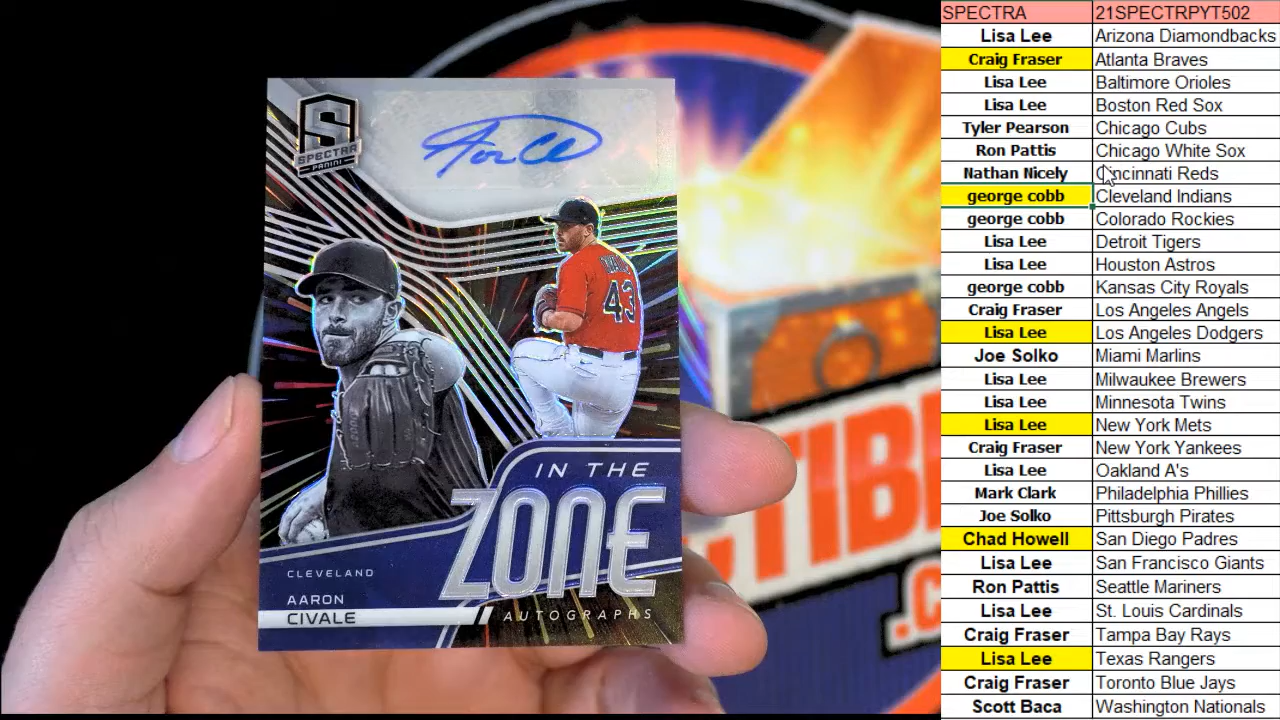 SPECTRA
PANINI
43
IN THE
ZONE
AUTOGRAPHS
CLEVELAND
AARON
CIVALE
TIB
.C
SPECTRA 21SPECTRPYT502
Lisa Lee Arizona Diamondbacks
Craig Fraser Atlanta Braves
Lisa Lee Baltimore Orioles
Lisa Lee Boston Red Sox
Tyler Pearson Chicago Cubs
Ron Pattis Chicago White Sox
Nathan Nicely Cincinnati Reds
george cobb Cleveland Indians
george cobb Colorado Rockies
Lisa Lee Detroit Tigers
Lisa Lee Houston Astros
george cobb Kansas City Royals
Craig Fraser Los Angeles Angels
Lisa Lee Los Angeles Dodgers
Joe Solko Miami Marlins
Lisa Lee Milwaukee Brewers
Lisa Lee Minnesota Twins
Lisa Lee New York Mets
Craig Fraser New York Yankees
Lisa Lee Oakland A's
Mark Clark Philadelphia Phillies
Joe Solko Pittsburgh Pirates
Chad Howell San Diego Padres
Lisa Lee San Francisco Giants
Ron Pattis Seattle Mariners
Lisa Lee St. Louis Cardinals
Craig Fraser Tampa Bay Rays
Lisa Lee Texas Rangers
Craig Fraser Toronto Blue Jays
Scott Baca Washington Nationals